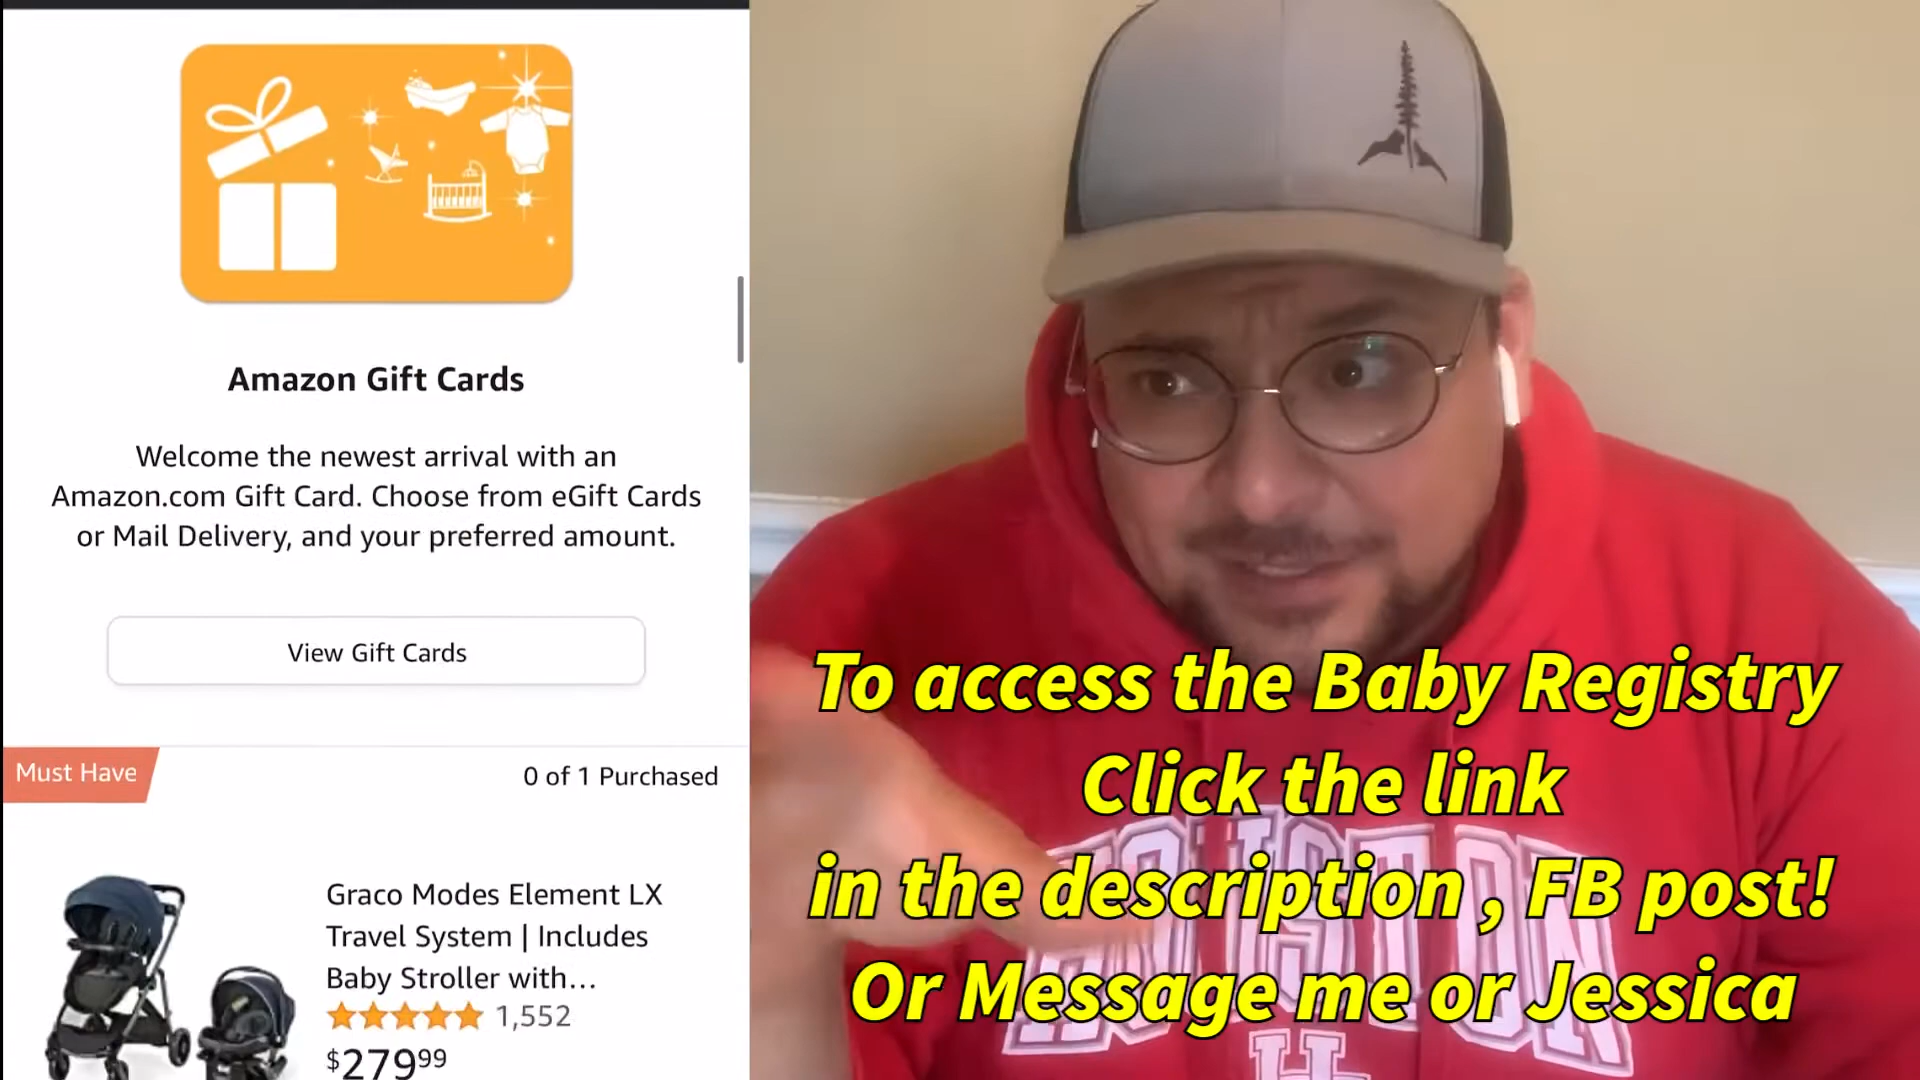 Amazon Gift Cards
Welcome the newest arrival with an
Amazon.com Gift Card. Choose from eGift Cards
or Mail Delivery, and your preferred amount.
View Gift Cards
Must Have
0 of 1 Purchased
Graco Modes Element LX
Travel System | Includes
Baby Stroller with...
1,552
$279⁹⁹
To access the Baby Registry
Click the link
in the description , FB post!
Or Message me or Jessica
HOUSTON